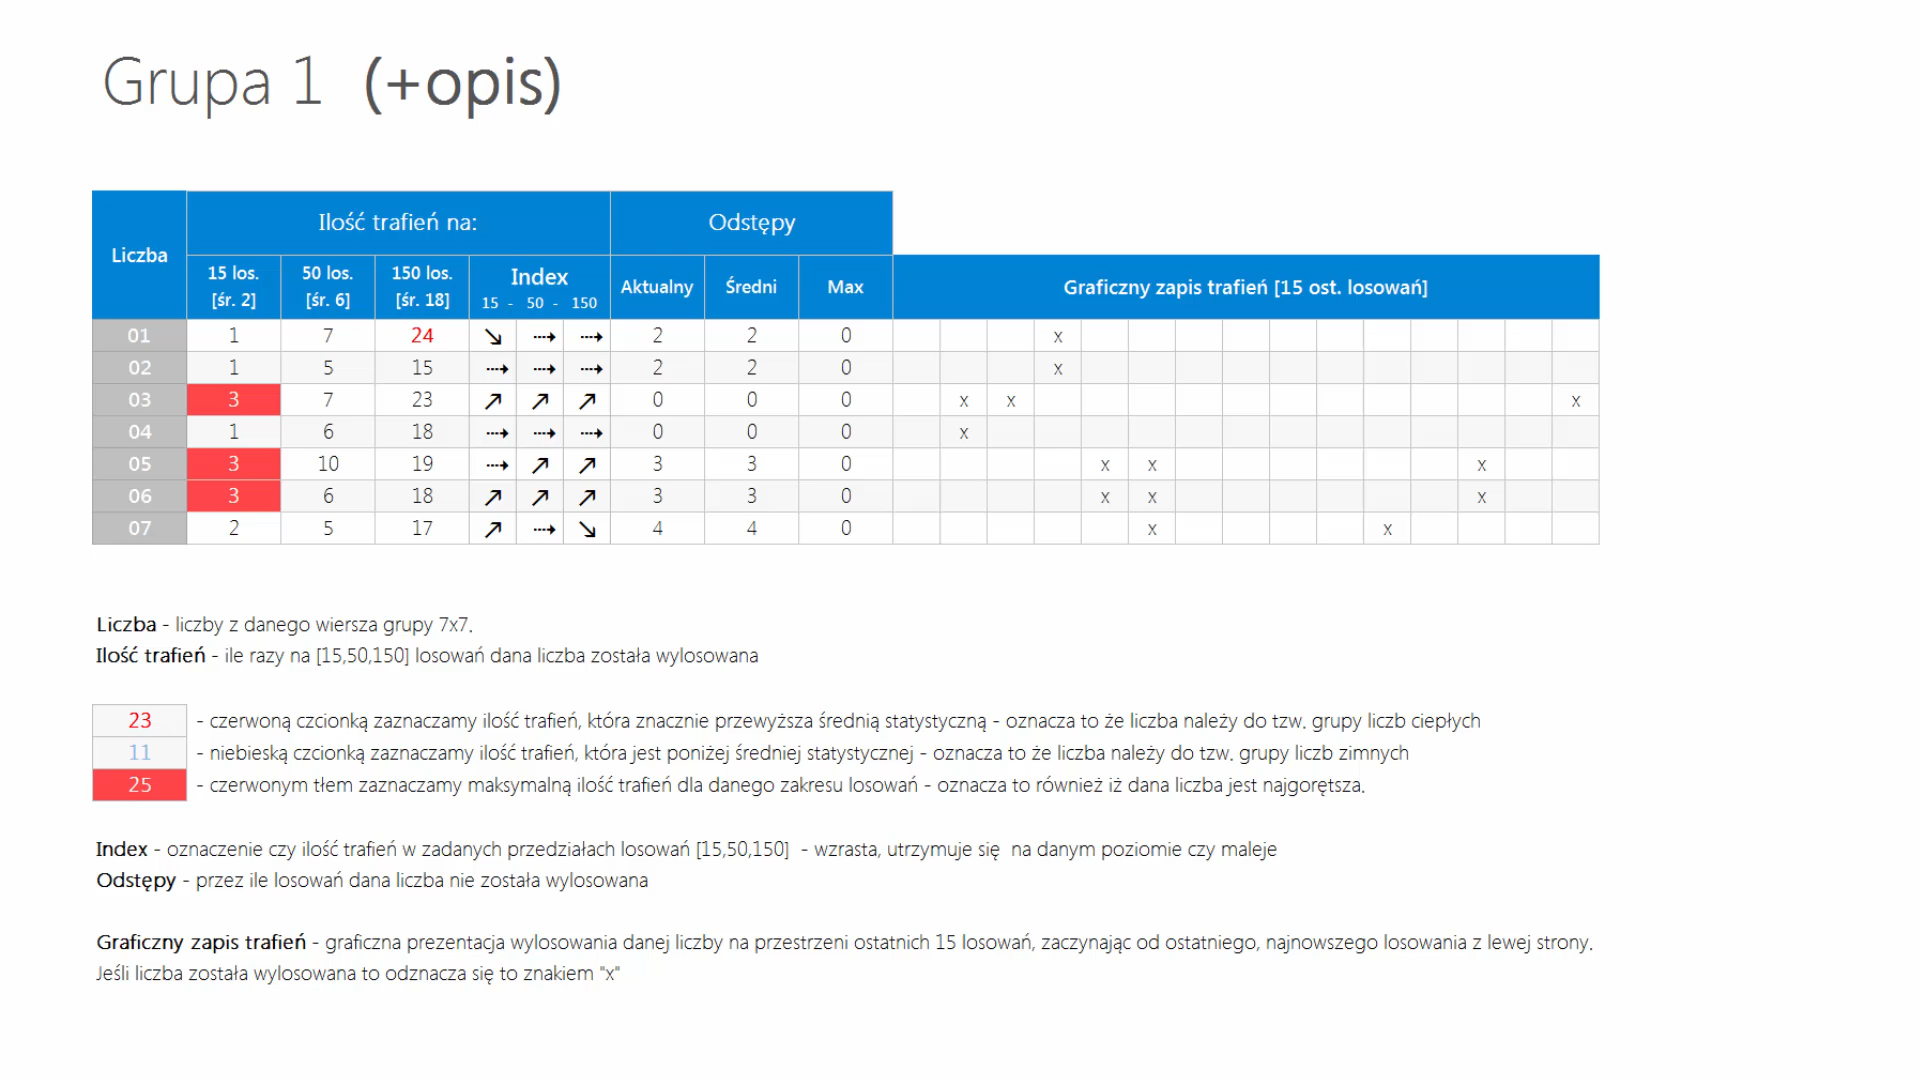 Grupa 1 (+opis)
Liczba Ilość trafień na: Odstępy
15 los. [śr. 2] 50 los. [śr. 6] 150 los. [śr. 18] Index 15 - 50 - 150 Aktualny Średni Max Graficzny zapis trafień [15 ost. losowań]
01 1 7 24 ↘ ⇢ ⇢ 2 2 0 x
02 1 5 15 ⇢ ⇢ ⇢ 2 2 0 x
03 3 7 23 ↗ ↗ ↗ 0 0 0 x x x
04 1 6 18 ⇢ ⇢ ⇢ 0 0 0 x
05 3 10 19 ⇢ ↗ ↗ 3 3 0 x x x
06 3 6 18 ↗ ↗ ↗ 3 3 0 x x x
07 2 5 17 ↗ ⇢ ↘ 4 4 0 x x
Liczba - liczby z danego wiersza grupy 7x7.
Ilość trafień - ile razy na [15,50,150] losowań dana liczba została wylosowana
23 - czerwoną czcionką zaznaczamy ilość trafień, która znacznie przewyższa średnią statystyczną - oznacza to że liczba należy do tzw. grupy liczb ciepłych
11 - niebieską czcionką zaznaczamy ilość trafień, która jest poniżej średniej statystycznej - oznacza to że liczba należy do tzw. grupy liczb zimnych
25 - czerwonym tłem zaznaczamy maksymalną ilość trafień dla danego zakresu losowań - oznacza to również iż dana liczba jest najgorętsza.
Index - oznaczenie czy ilość trafień w zadanych przedziałach losowań [15,50,150] - wzrasta, utrzymuje się na danym poziomie czy maleje
Odstępy - przez ile losowań dana liczba nie została wylosowana
Graficzny zapis trafień - graficzna prezentacja wylosowania danej liczby na przestrzeni ostatnich 15 losowań, zaczynając od ostatniego, najnowszego losowania z lewej strony.
Jeśli liczba została wylosowana to odznacza się to znakiem "x"